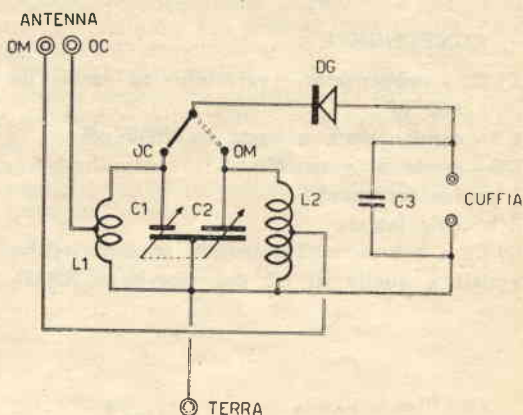 ANTENNA
OM OC
DG
OC OM
C1 C2 L2 C3 CUFFIA
L1
TERRA